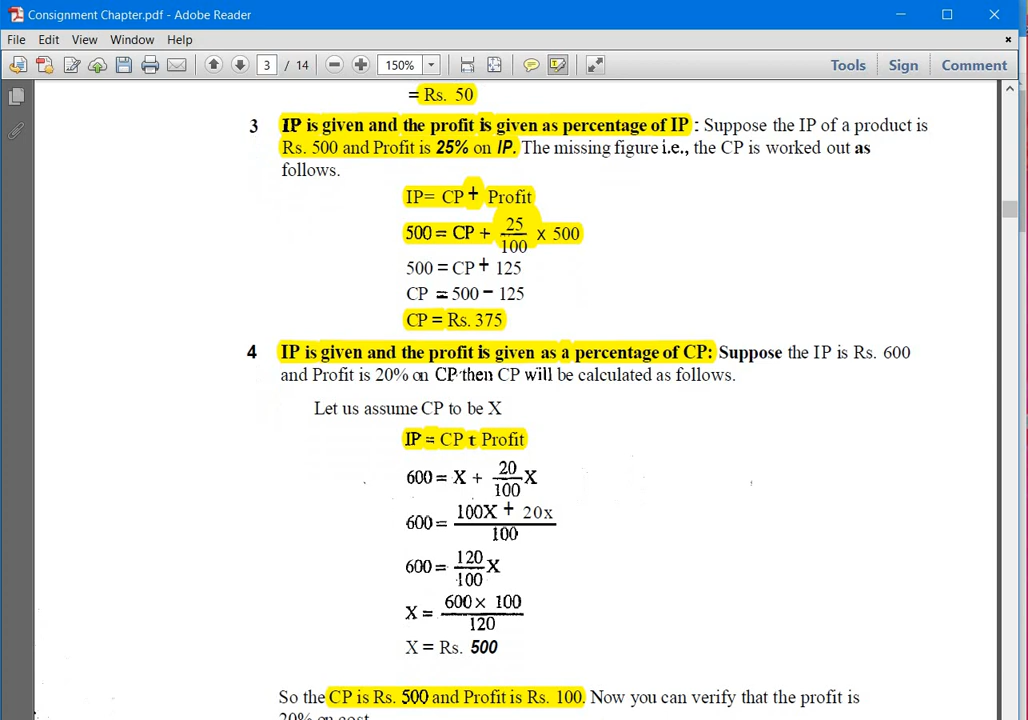 Consignment Chapter.pdf - Adobe Reader
File Edit View Window Help
3 / 14 150% Tools Sign Comment
= Rs. 50
3 IP is given and the profit is given as percentage of IP : Suppose the IP of a product is
Rs. 500 and Profit is 25% on IP. The missing figure i.e., the CP is worked out as
follows.
IP= CP + Profit
500 = CP + 25/100 × 500
500 = CP + 125
CP = 500 - 125
CP = Rs. 375
4 IP is given and the profit is given as a percentage of CP: Suppose the IP is Rs. 600
and Profit is 20% on CP then CP will be calculated as follows.
Let us assume CP to be X
IP = CP t Profit
600 = X + 20/100 X
600 = 100X + 20x / 100
600 = 120/100 X
X = 600 × 100 / 120
X = Rs. 500
So the CP is Rs. 500 and Profit is Rs. 100. Now you can verify that the profit is
20% on cost